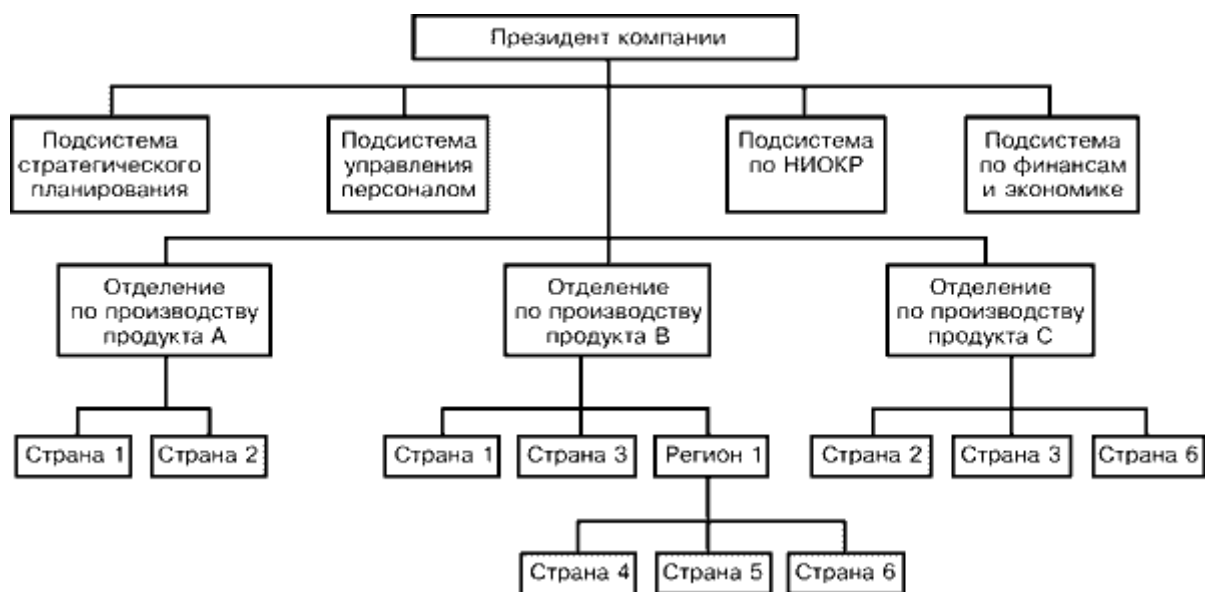 Президент компании
Подсистема
стратегического
планирования
Подсистема
управления
персоналом
Подсистема
по НИОКР
Подсистема
по финансам
и экономике
Отделение
по производству
продукта А
Отделение
по производству
продукта В
Отделение
по производству
продукта С
Страна 1
Страна 2
Страна 1
Страна 3
Регион 1
Страна 2
Страна 3
Страна 6
Страна 4
Страна 5
Страна 6